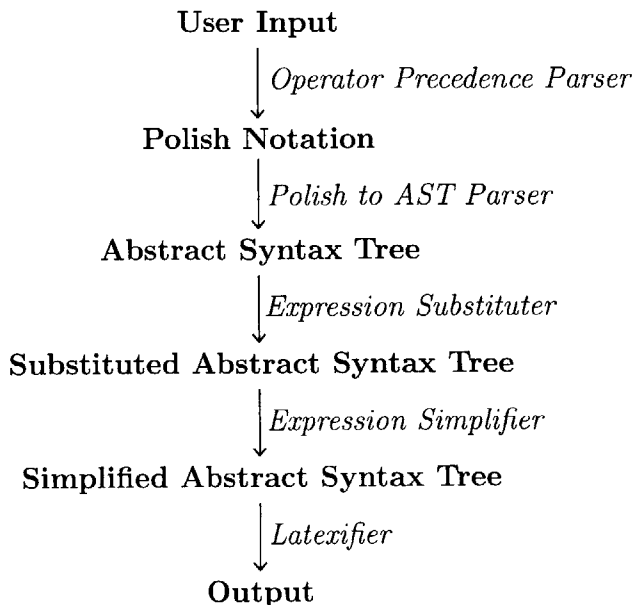 User Input
Operator Precedence Parser
Polish Notation
Polish to AST Parser
Abstract Syntax Tree
Expression Substituter
Substituted Abstract Syntax Tree
Expression Simplifier
Simplified Abstract Syntax Tree
Latexifier
Output